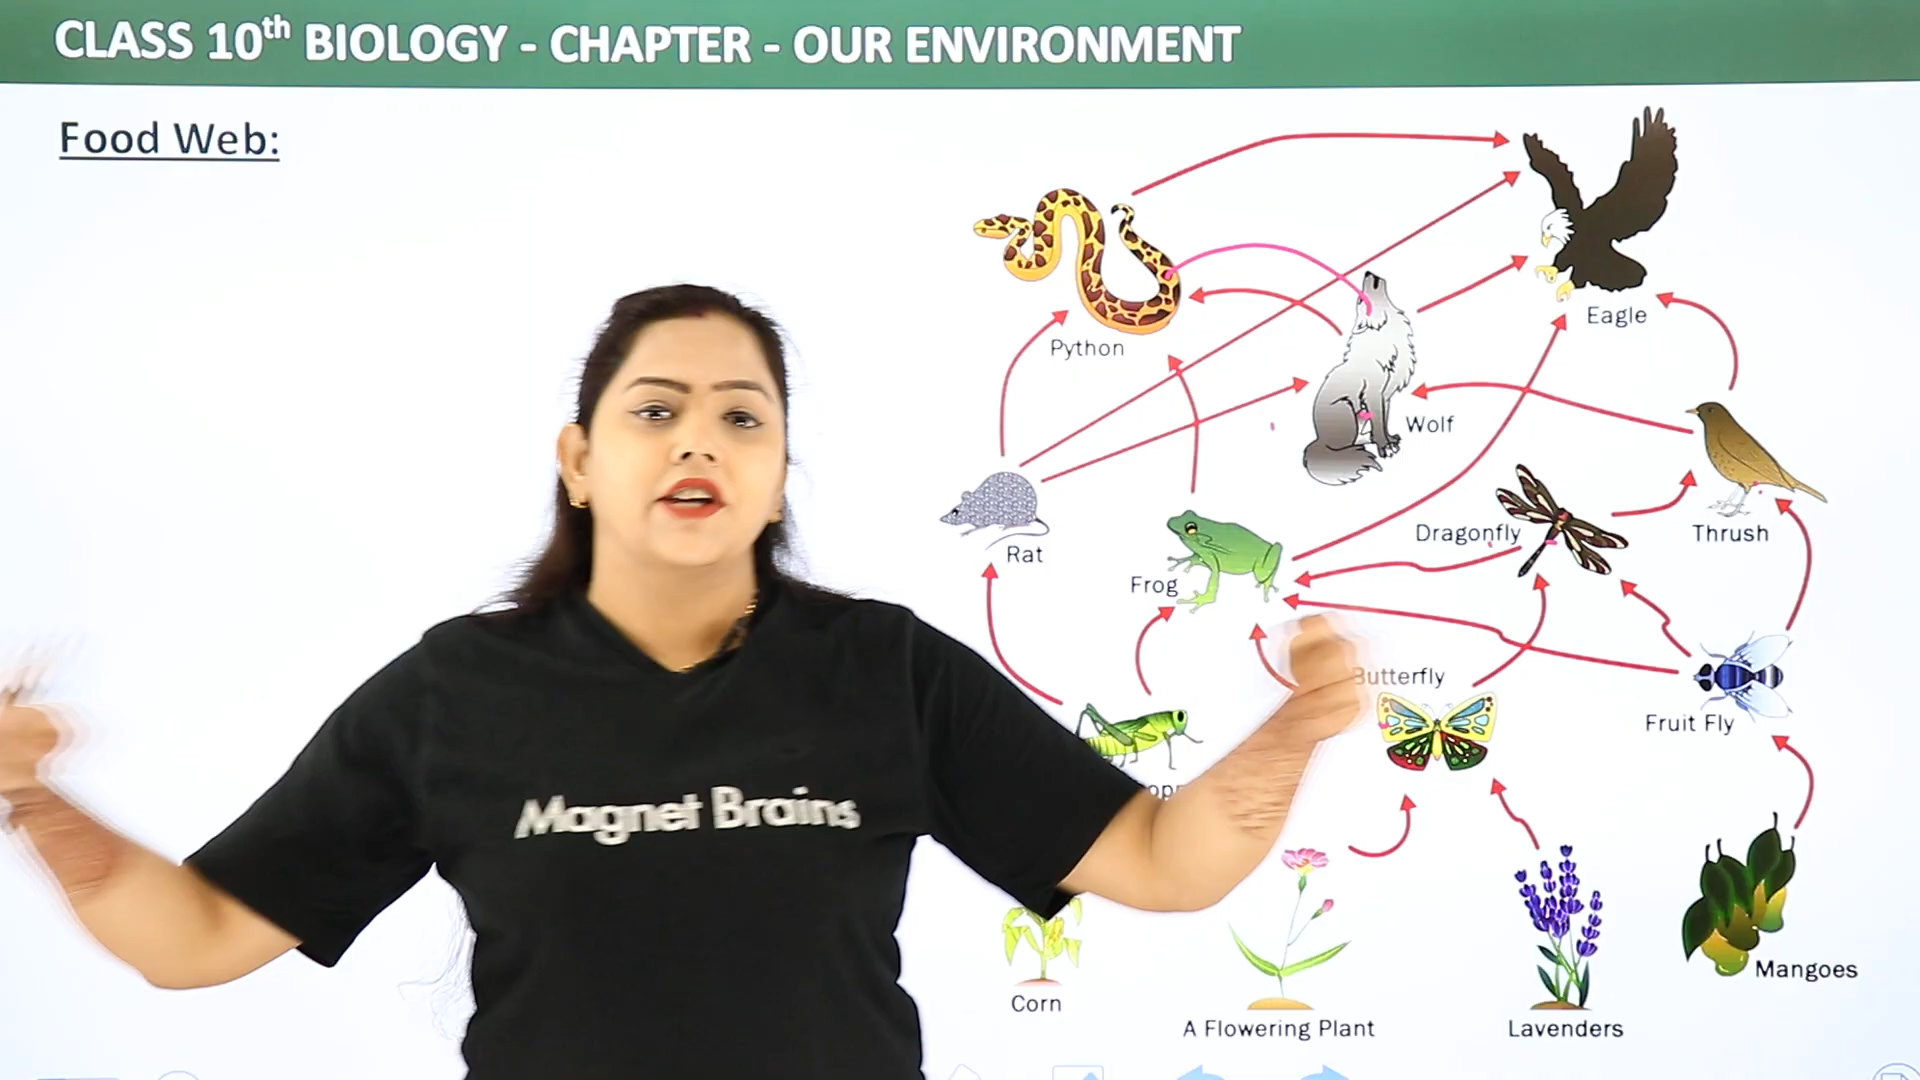 CLASS 10th BIOLOGY - CHAPTER - OUR ENVIRONMENT
Food Web:
Eagle
Python
Wolf
Dragonfly
Thrush
Rat
Frog
Butterfly
Fruit Fly
Magnet Brains
Mangoes
Corn
A Flowering Plant
Lavenders